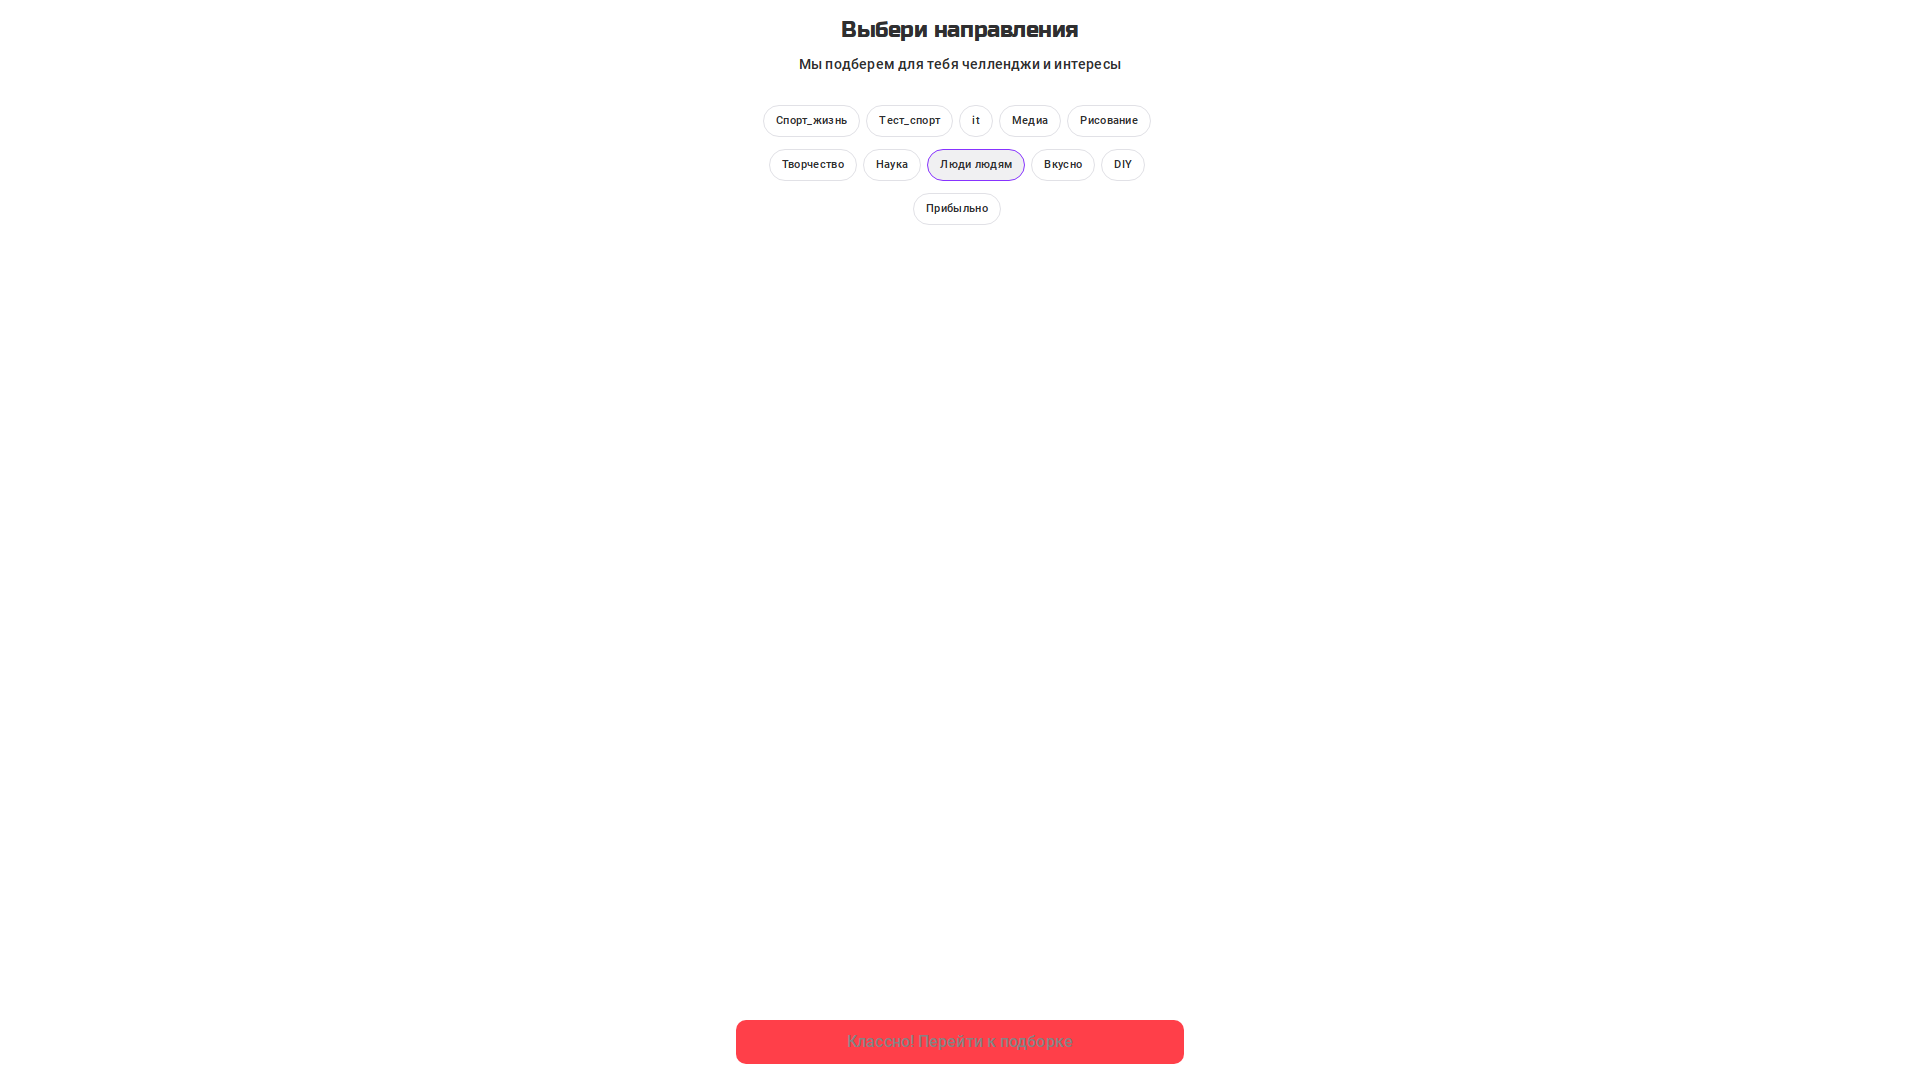 Выбери направления
Мы подберем для тебя челленджи и интересы
Спорт_жизнь Тест_спорт it Медиа Рисование
Творчество Наука Люди людям Вкусно DIY
Прибыльно
Классно! Перейти к подборке